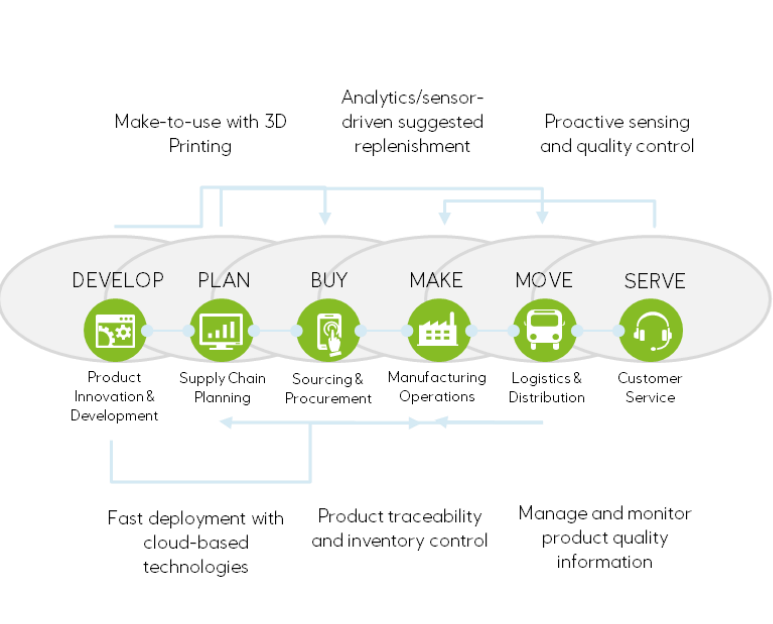 Make-to-use with 3D
Printing
Analytics/sensor-
driven suggested
replenishment
Proactive sensing
and quality control
DEVELOP
PLAN
BUY
MAKE
MOVE
SERVE
Product
Innovation &
Development
Supply Chain
Planning
Sourcing &
Procurement
Manufacturing
Operations
Logistics &
Distribution
Customer
Service
Fast deployment with
cloud-based
technologies
Product traceability
and inventory control
Manage and monitor
product quality
information